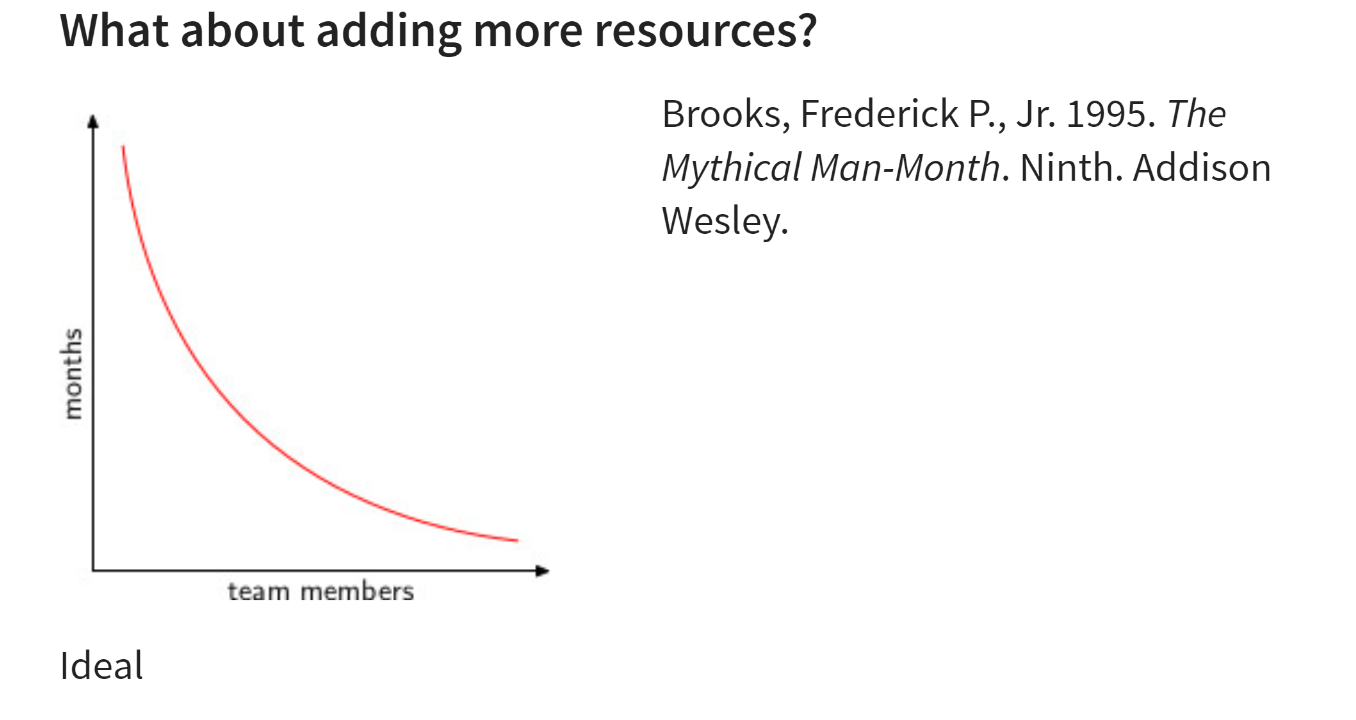 What about adding more resources?
Brooks, Frederick P., Jr. 1995. The
Mythical Man-Month. Ninth. Addison
Wesley.
months
team members
Ideal